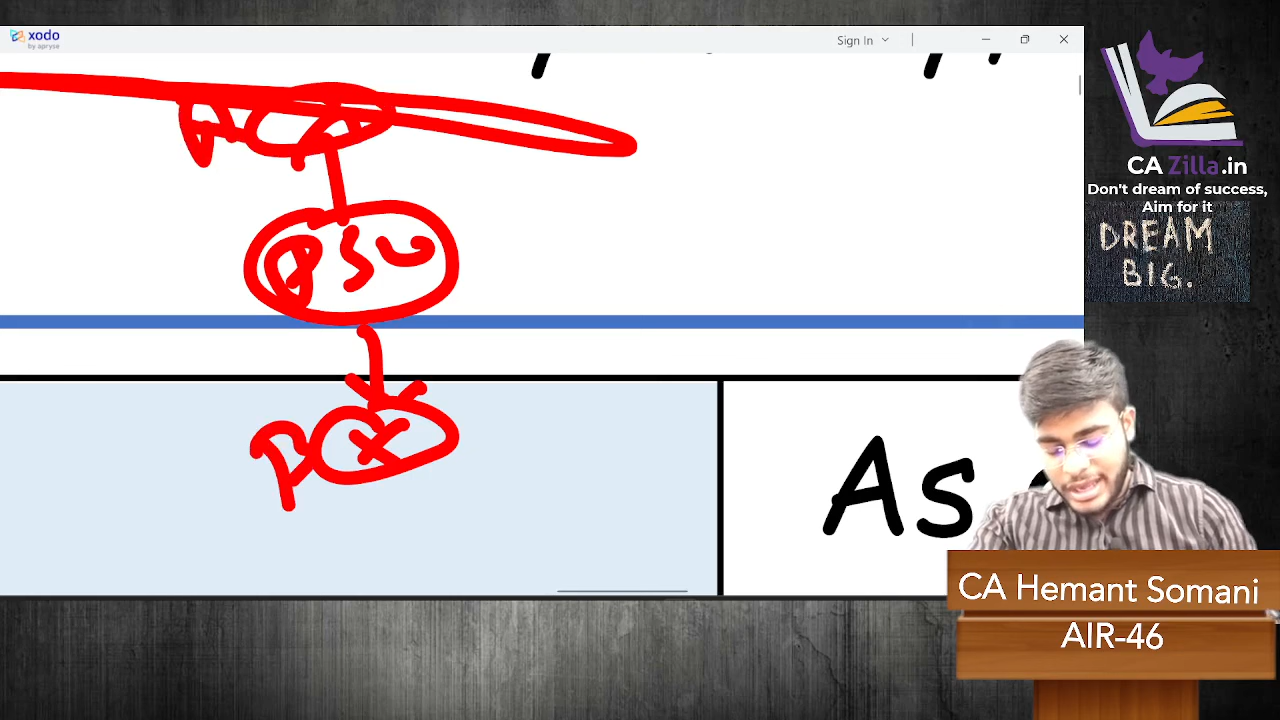 xodo
by apryse
Sign In
PSU
As
CA Zilla.in
Don't dream of success,
Aim for it
DREAM
BIG.
CA Hemant Somani
AIR-46